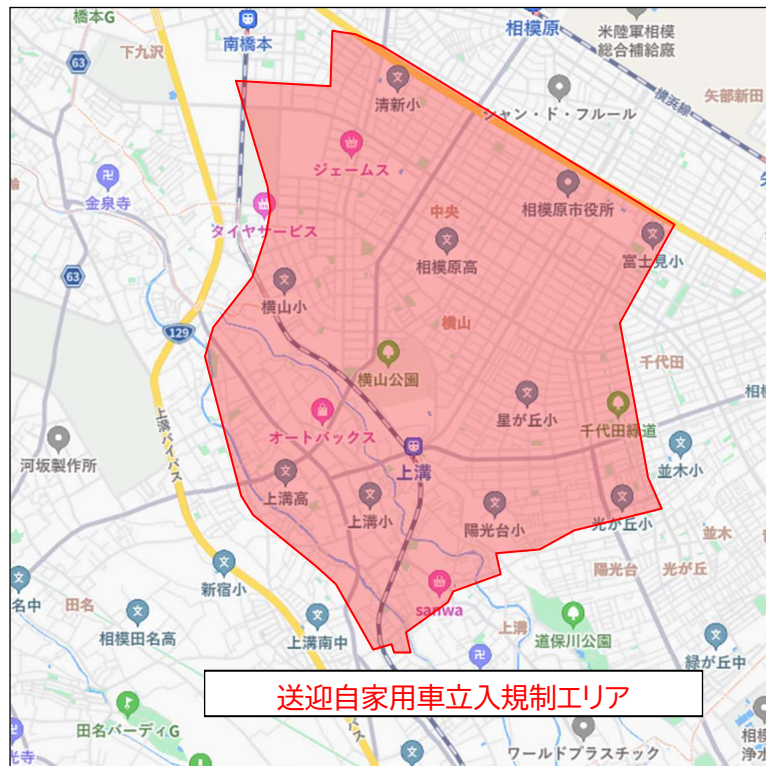 橋本G
南橋本
相模原
米陸軍相模
総合補給廠
下九沢
63
清新小
シャン・ド・フルール
横浜線
矢部新田
ジェームス
金泉寺
タイヤサービス
中央
相模原市役所
相模原高
富士見小
63
横山小
横山
129
千代田
横山公園
上溝バイパス
星が丘小
オートバックス
千代田緑道
河坂製作所
上溝
並木小
上溝高
上溝小
陽光台小
光が丘小
並木
新宿小
陽光台
光が丘
名中
田名
sanwa
相模田名高
上溝南中
上溝
道保川公園
緑が丘中
送迎自家用車立入規制エリア
田名バーディG
ワールドプラスチック
相模
浄水
光寺
パス